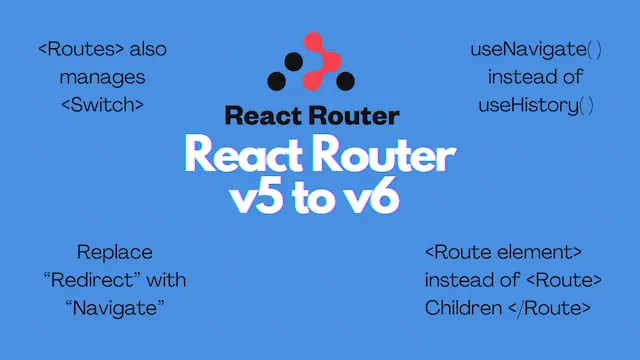 <Routes> also
manages
<Switch>
useNavigate( )
instead of
useHistory( )
React Router
React Router
v5 to v6
Replace
“Redirect” with
“Navigate”
<Route element>
instead of <Route>
Children </Route>